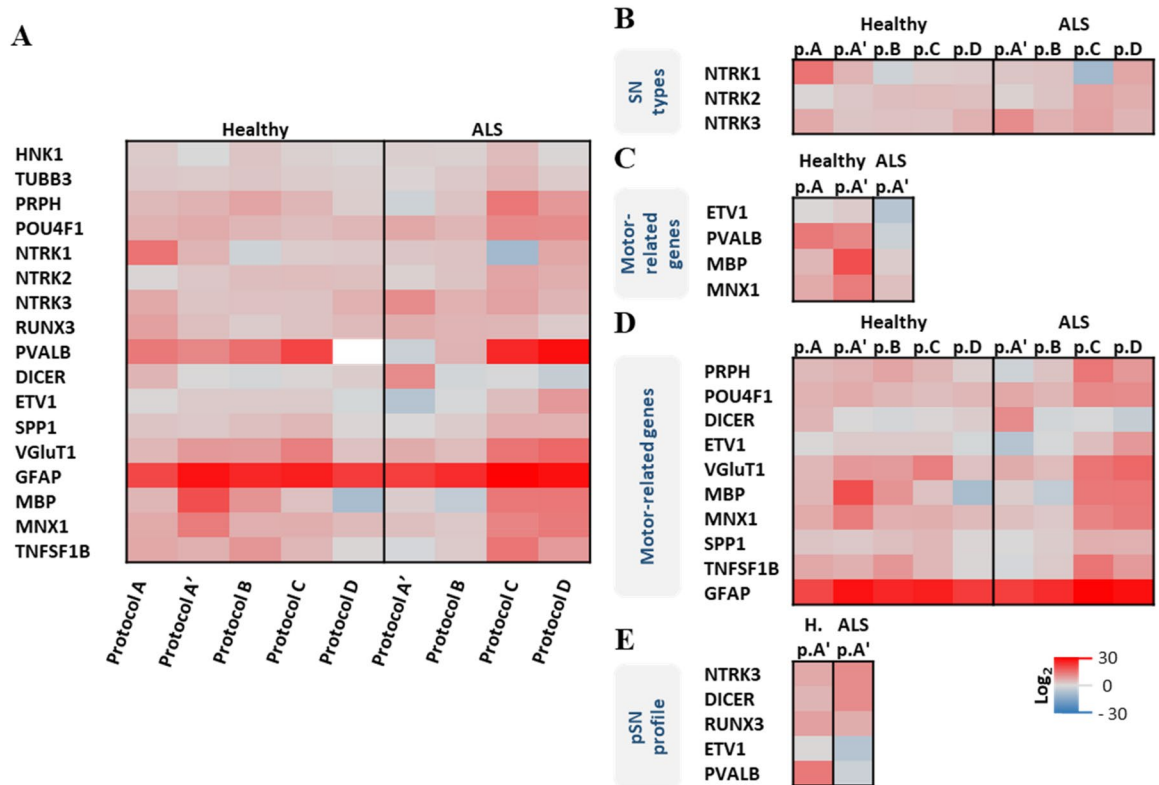 A
Healthy ALS
HNK1
TUBB3
PRPH
POU4F1
NTRK1
NTRK2
NTRK3
RUNX3
PVALB
DICER
ETV1
SPP1
VGluT1
GFAP
MBP
MNX1
TNFSF1B
Protocol A Protocol A' Protocol B Protocol C Protocol D Protocol A' Protocol B Protocol C Protocol D
B
Healthy ALS
p.A p.A' p.B p.C p.D p.A' p.B p.C p.D
SN
types
NTRK1
NTRK2
NTRK3
C
Healthy ALS
p.A p.A' p.A'
Motor-
related
genes
ETV1
PVALB
MBP
MNX1
D
Healthy ALS
p.A p.A' p.B p.C p.D p.A' p.B p.C p.D
Motor-related genes
PRPH
POU4F1
DICER
ETV1
VGluT1
MBP
MNX1
SPP1
TNFSF1B
GFAP
E
H. ALS
p.A' p.A'
pSN
profile
NTRK3
DICER
RUNX3
ETV1
PVALB
Log2
30
0
- 30